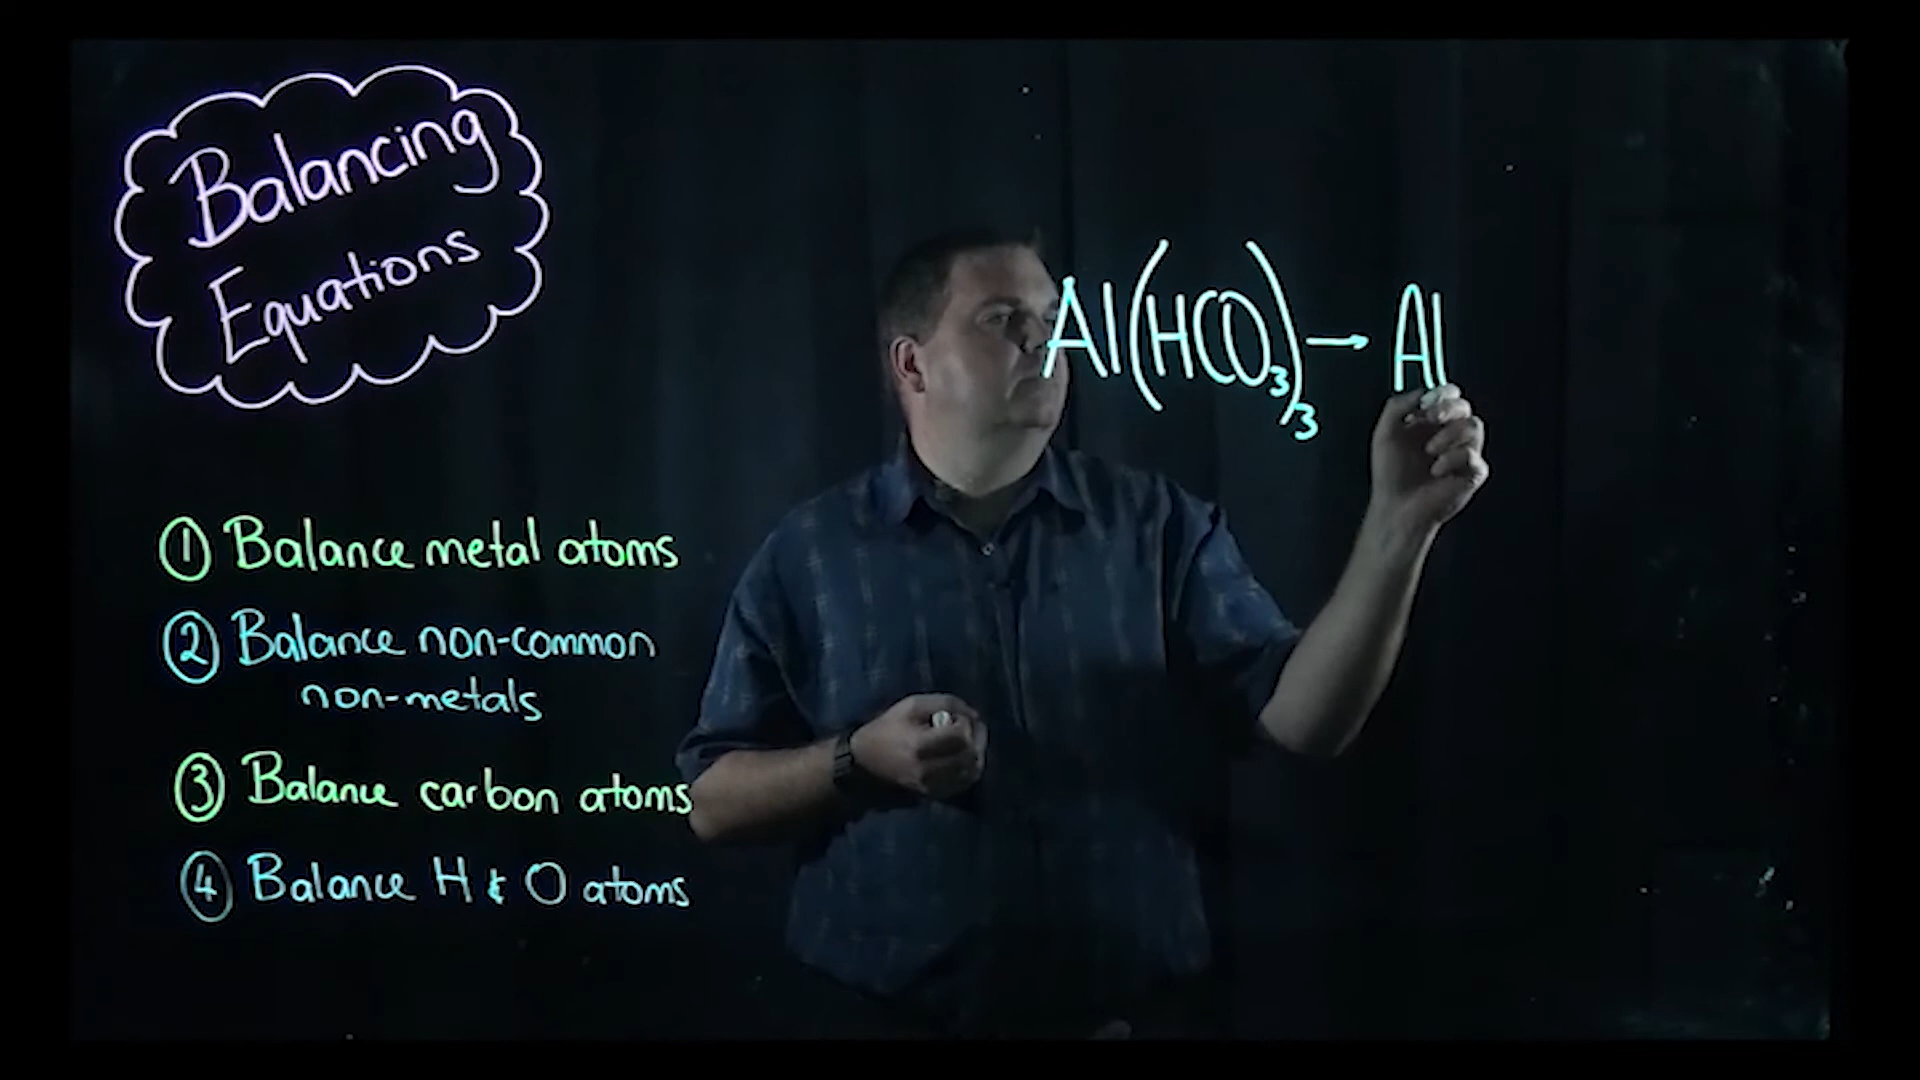 Balancing
Equations
Al(HCO₃)₃ → Al
① Balance metal atoms
② Balance non-common
non-metals
③ Balance carbon atoms
④ Balance H & O atoms